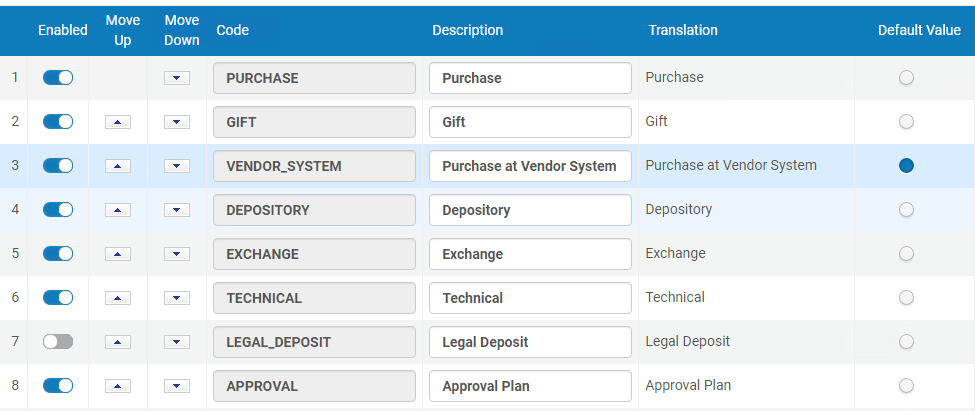 Enabled Move Up Move Down Code Description Translation Default Value
1 PURCHASE Purchase Purchase
2 GIFT Gift Gift
3 VENDOR_SYSTEM Purchase at Vendor System Purchase at Vendor System
4 DEPOSITORY Depository Depository
5 EXCHANGE Exchange Exchange
6 TECHNICAL Technical Technical
7 LEGAL_DEPOSIT Legal Deposit Legal Deposit
8 APPROVAL Approval Plan Approval Plan